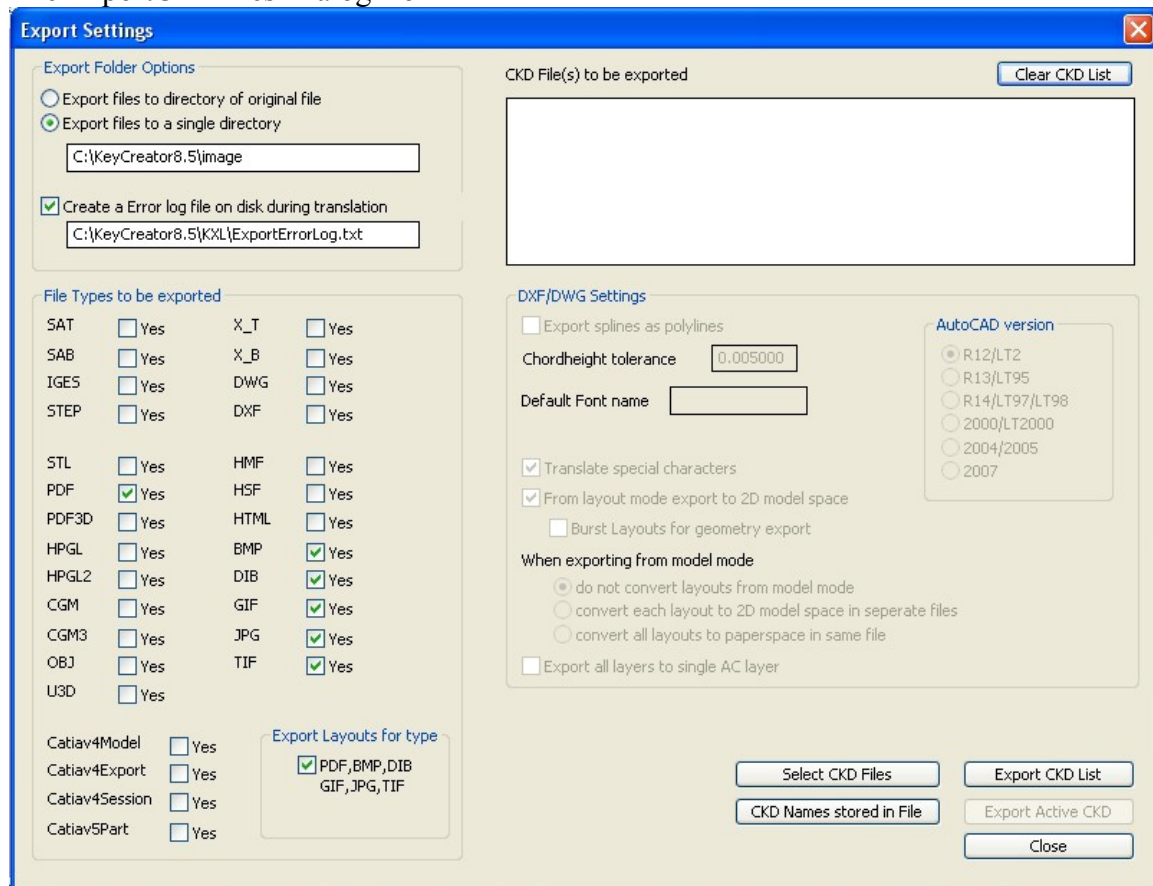 Export Settings
Export Folder Options
Export files to directory of original file
Export files to a single directory
C:\KeyCreator8.5\image
Create a Error log file on disk during translation
C:\KeyCreator8.5\KXL\ExportErrorLog.txt
CKD File(s) to be exported
Clear CKD List
File Types to be exported
SAT Yes X_T Yes
SAB Yes X_B Yes
IGES Yes DWG Yes
STEP Yes DXF Yes
STL Yes HMF Yes
PDF Yes HSF Yes
PDF3D Yes HTML Yes
HPGL Yes BMP Yes
HPGL2 Yes DIB Yes
CGM Yes GIF Yes
CGM3 Yes JPG Yes
OBJ Yes TIF Yes
U3D Yes
Catiav4Model Yes
Catiav4Export Yes
Catiav4Session Yes
Catiav5Part Yes
Export Layouts for type
PDF,BMP,DIB
GIF,JPG,TIF
DXF/DWG Settings
Export splines as polylines
Chordheight tolerance 0.005000
Default Font name
AutoCAD version
R12/LT2
R13/LT95
R14/LT97/LT98
2000/LT2000
2004/2005
2007
Translate special characters
From layout mode export to 2D model space
Burst Layouts for geometry export
When exporting from model mode
do not convert layouts from model mode
convert each layout to 2D model space in seperate files
convert all layouts to paperspace in same file
Export all layers to single AC layer
Select CKD Files
Export CKD List
CKD Names stored in File
Export Active CKD
Close